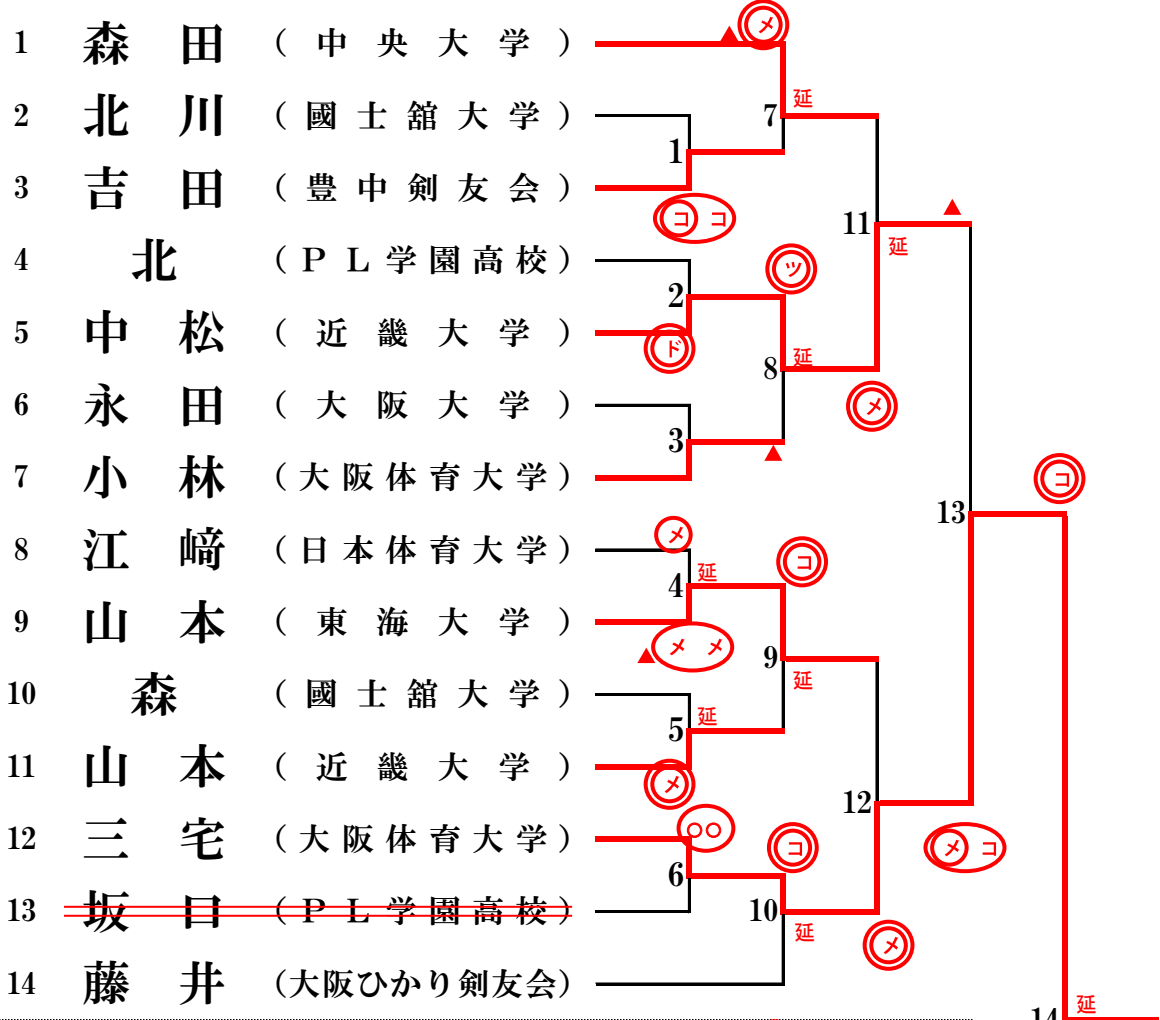 メ
1 森 田 (中央大学)
延
2 北 川 (國士舘大学) 7
1
3 吉 田 (豊中剣友会)
コ コ 11
延
4 北 (PL学園高校) ツ
2
5 中 松 (近畿大学)
ド 延
8
6 永 田 (大阪大学) メ
3
7 小 林 (大阪体育大学) コ
13
メ
8 江 﨑 (日本体育大学) コ
延
4
9 山 本 (東海大学)
メ メ 9
延
10 森 (國士舘大学)
延
5
11 山 本 (近畿大学)
メ
12
○○
12 三 宅 (大阪体育大学) コ メ コ
6
13 坂 口 (PL学園高校) 10
延 メ
14 藤 井 (大阪ひかり剣友会)
延
14